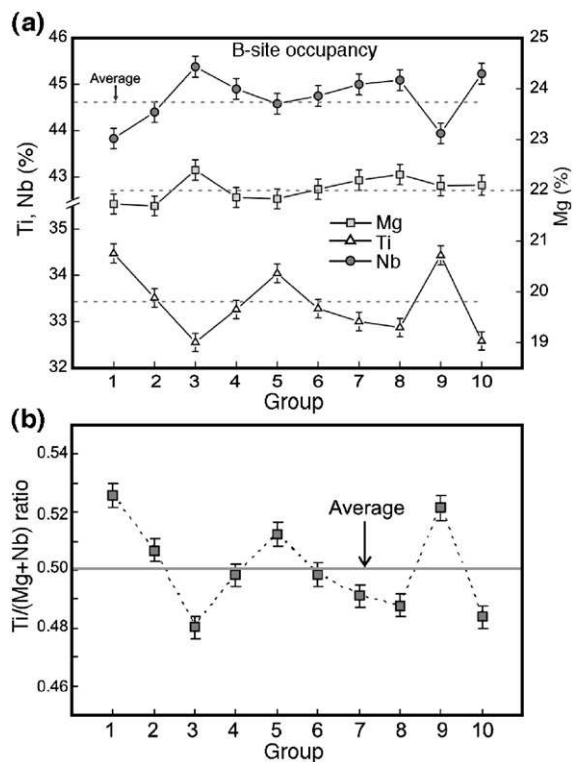 (a)
B-site occupancy
Average
Ti, Nb (%)
46
45
44
43
35
34
33
32
Mg (%)
25
24
23
22
21
20
19
Mg
Ti
Nb
1 2 3 4 5 6 7 8 9 10
Group
(b)
Ti/(Mg+Nb) ratio
0.54
0.52
0.50
0.48
0.46
Average
1 2 3 4 5 6 7 8 9 10
Group